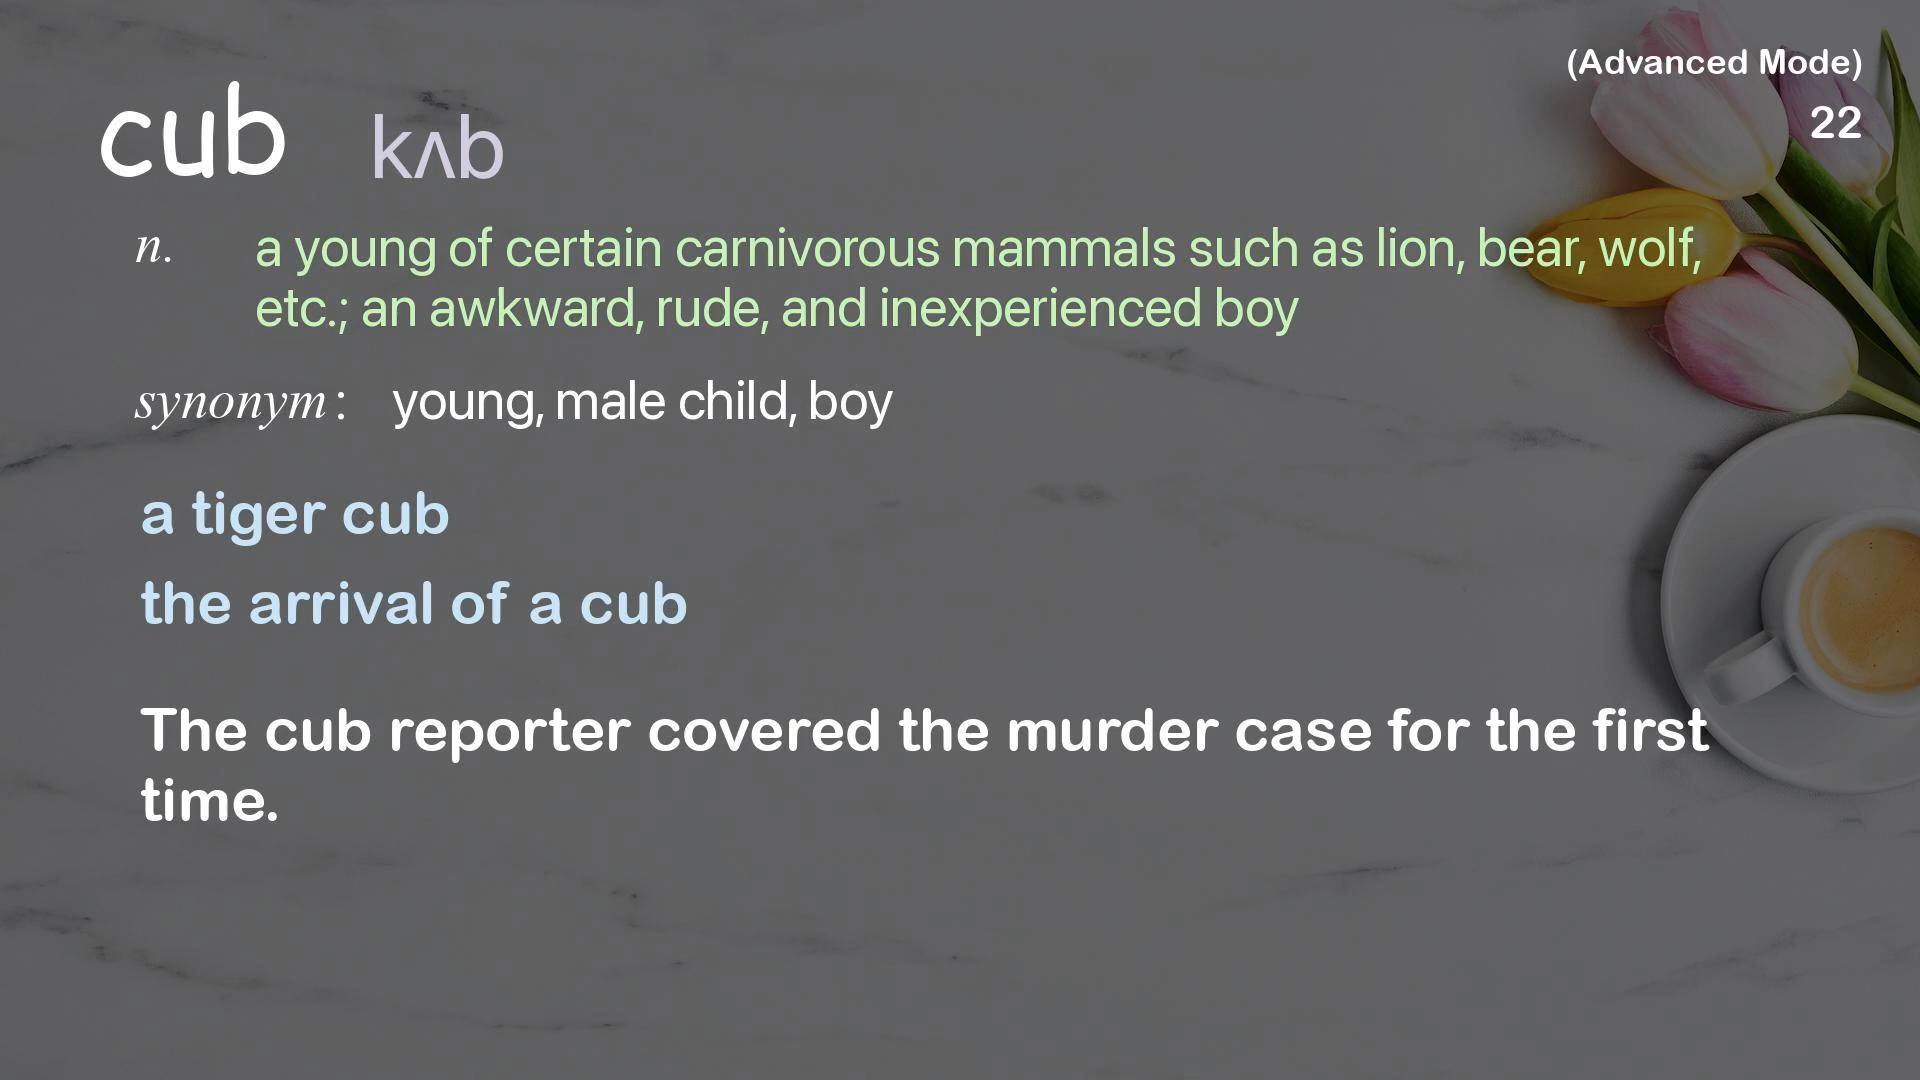 (Advanced Mode)
22
cub kʌb
n. a young of certain carnivorous mammals such as lion, bear, wolf,
etc.; an awkward, rude, and inexperienced boy
synonym: young, male child, boy
a tiger cub
the arrival of a cub
The cub reporter covered the murder case for the first
time.